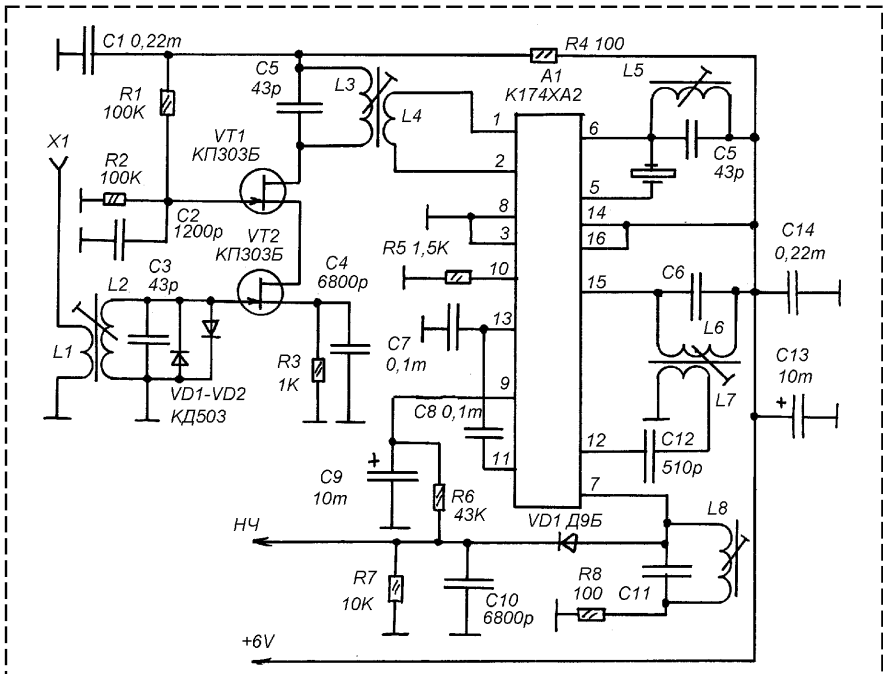 C1 0,22m
R4 100
A1
K174XA2
L5
C5
43p
L3
L4
R1
100K
X1
VT1
КП303Б
R2
100K
C2
1200p
VT2
КП303Б
1
2
8
3
10
13
9
11
6
5
14
16
15
12
7
C5
43p
C14
0,22m
R5 1,5K
C4
6800p
C3
43p
L2
L1
R3
1K
C7
0,1m
C6
L6
L7
C13
+
10m
VD1-VD2
КД503
C8 0,1m
C12
510p
C9
+
10m
R6
43K
VD1 Д9Б
L8
НЧ
R7
10K
C10
6800p
R8
100
C11
+6V